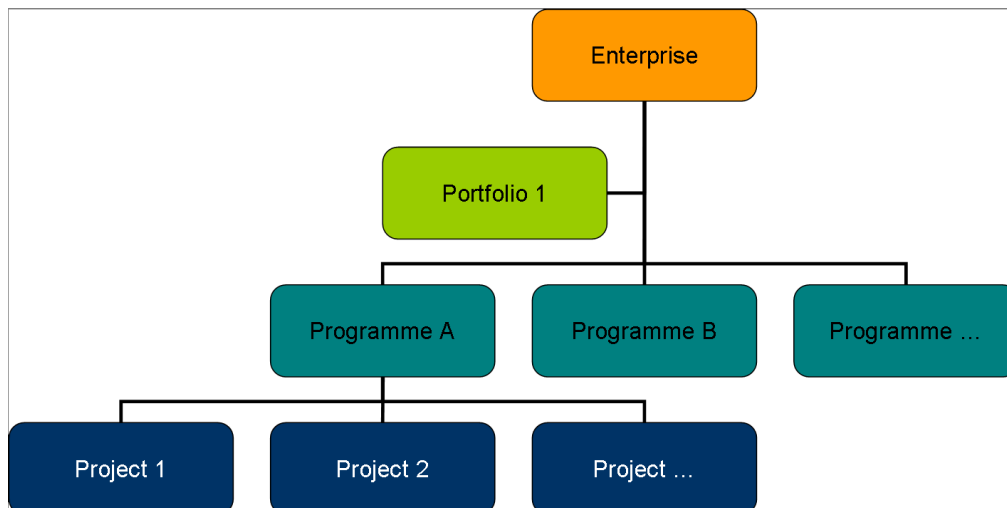 Enterprise
Portfolio 1
Programme A
Programme B
Programme ...
Project 1
Project 2
Project ...